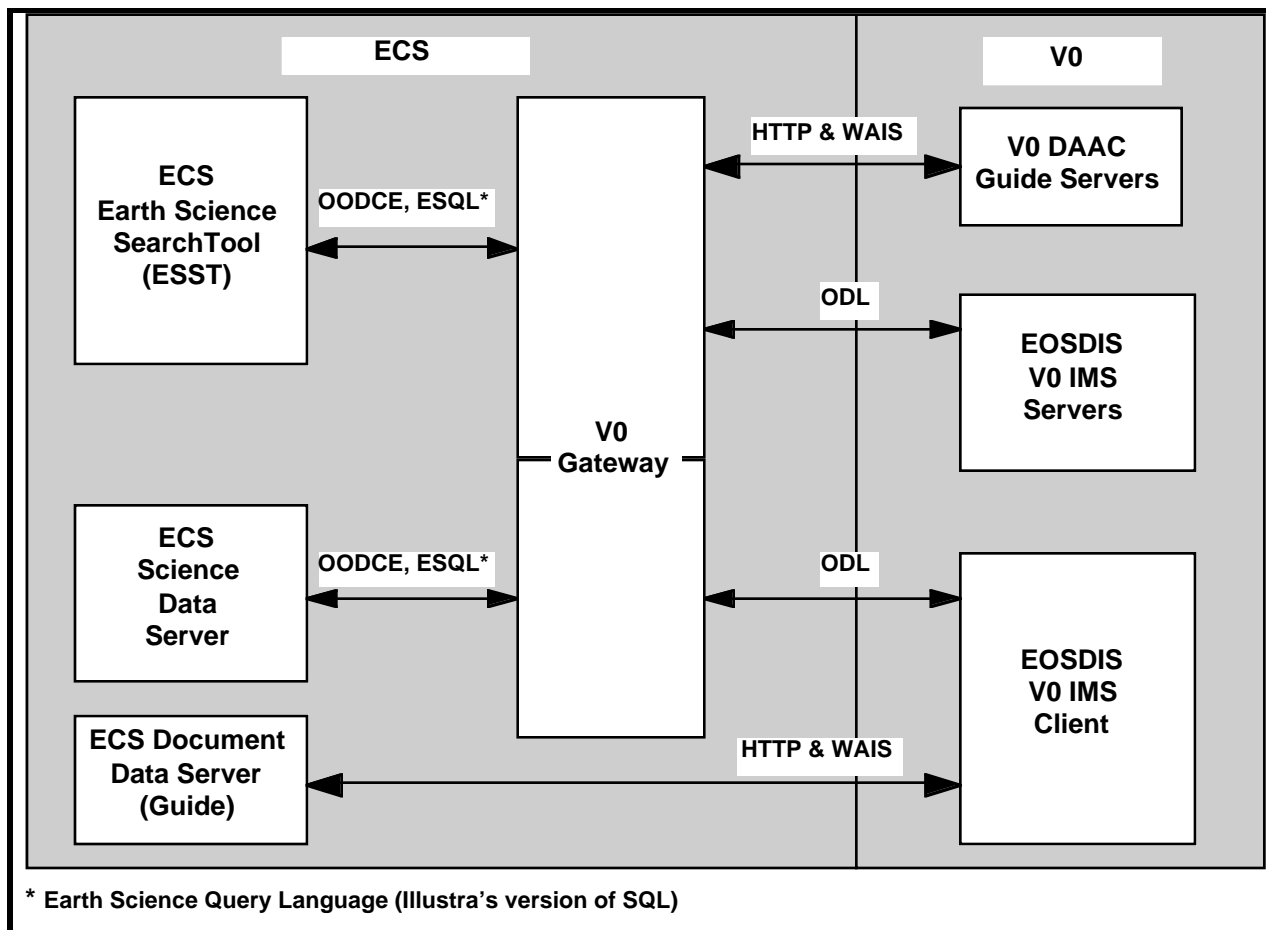 ECS
V0
ECS
Earth Science
SearchTool
(ESST)
OODCE, ESQL*
HTTP & WAIS
V0 DAAC
Guide Servers
ODL
EOSDIS
V0 IMS
Servers
V0
Gateway
ECS
Science
Data
Server
OODCE, ESQL*
ODL
EOSDIS
V0 IMS
Client
ECS Document
Data Server
(Guide)
HTTP & WAIS
* Earth Science Query Language (Illustra’s version of SQL)